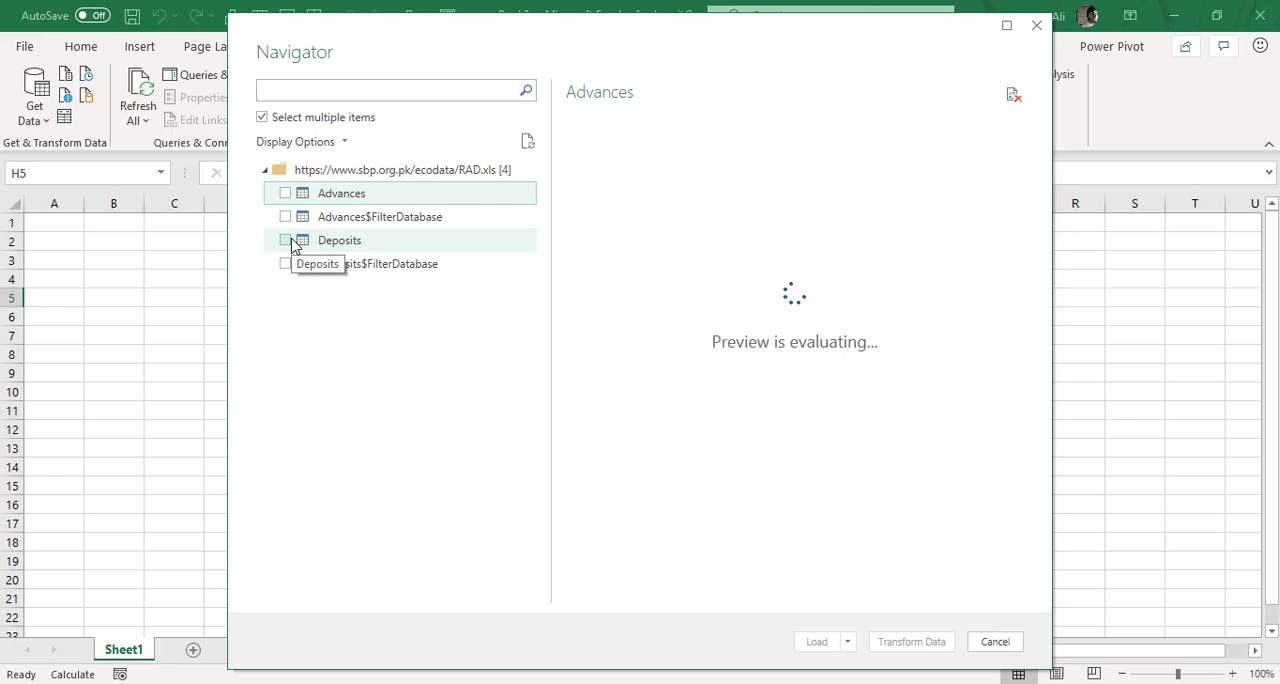 AutoSave Off
Ali
File Home Insert Page La
Power Pivot
Get Data
Refresh All
Queries &
Properties
Edit Links
Get & Transform Data
Queries & Conn
H5
A B C R S T U
1
2
3
4
5
6
7
8
9
10
11
12
13
14
15
16
17
18
19
20
21
22
23
Navigator
Select multiple items
Display Options
https://www.sbp.org.pk/ecodata/RAD.xls [4]
Advances
Advances$FilterDatabase
Deposits
Deposits
sits$FilterDatabase
Advances
Preview is evaluating...
Load Transform Data Cancel
Sheet1
Ready Calculate
100%